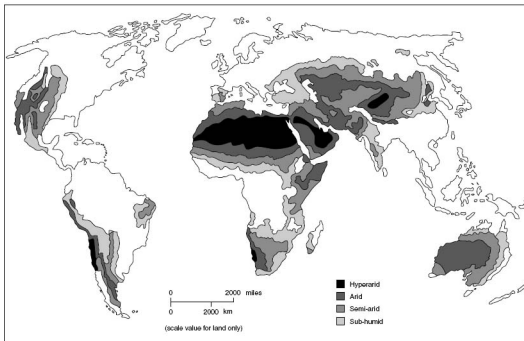 0 2000 miles
0 2000 km
(scale value for land only)
Hyperarid
Arid
Semi-arid
Sub-humid